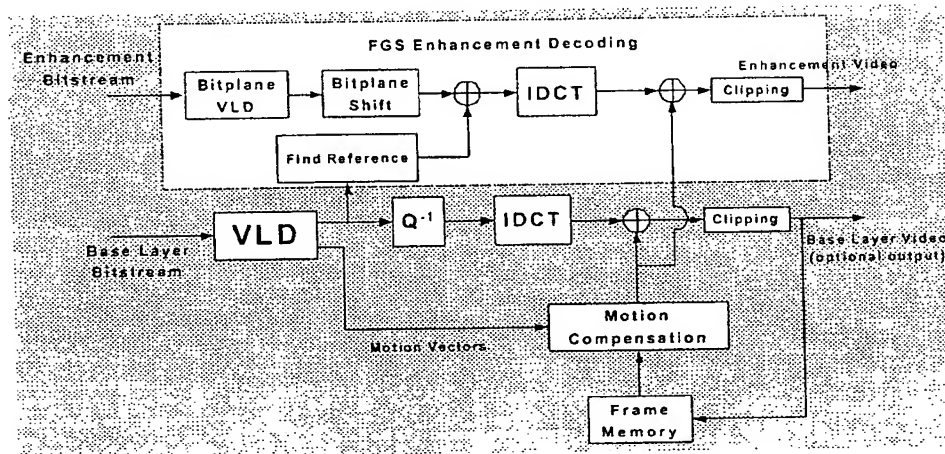 FGS Enhancement Decoding
Enhancement
Bitstream
Enhancement Video
Bitplane
VLD
Bitplane
Shift
IDCT
Clipping
Find Reference
VLD
Q-1
IDCT
Clipping
Base Layer
Bitstream
Base Layer Video
(optional output)
Motion Vectors
Motion
Compensation
Frame
Memory